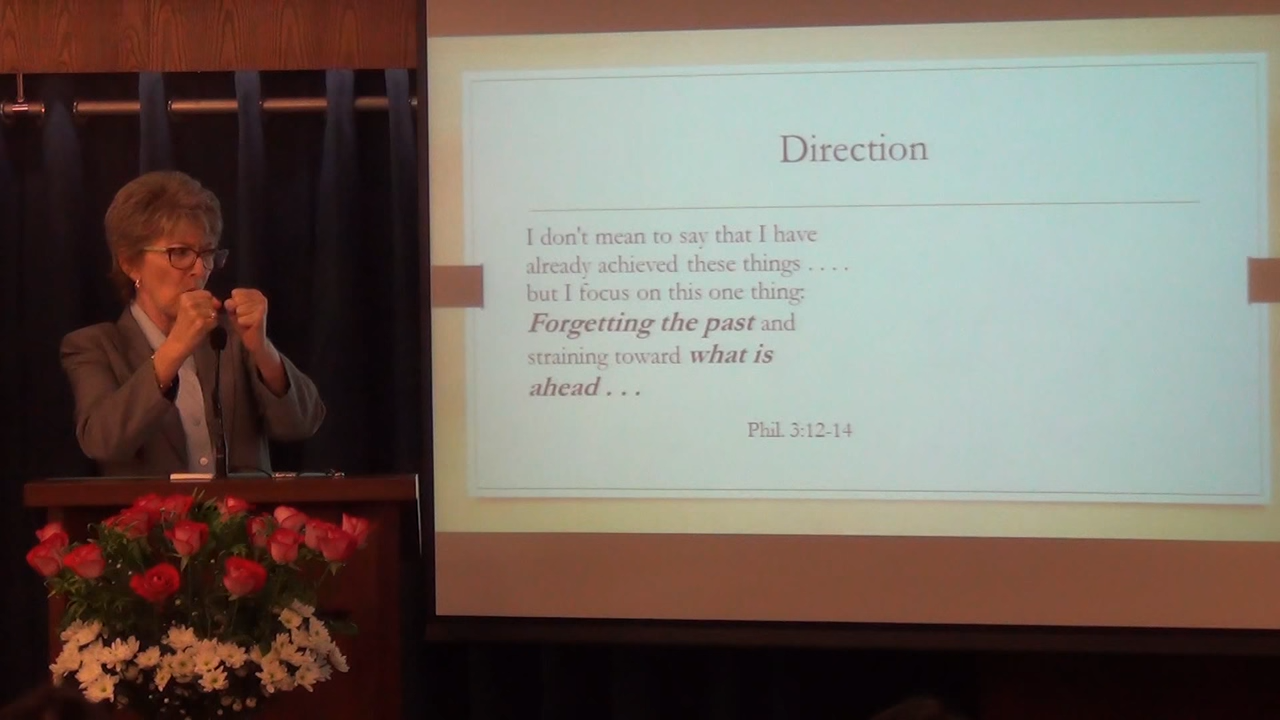 Direction
I don't mean to say that I have
already achieved these things . . . .
but I focus on this one thing:
Forgetting the past and
straining toward what is
ahead . . .
Phil. 3:12-14